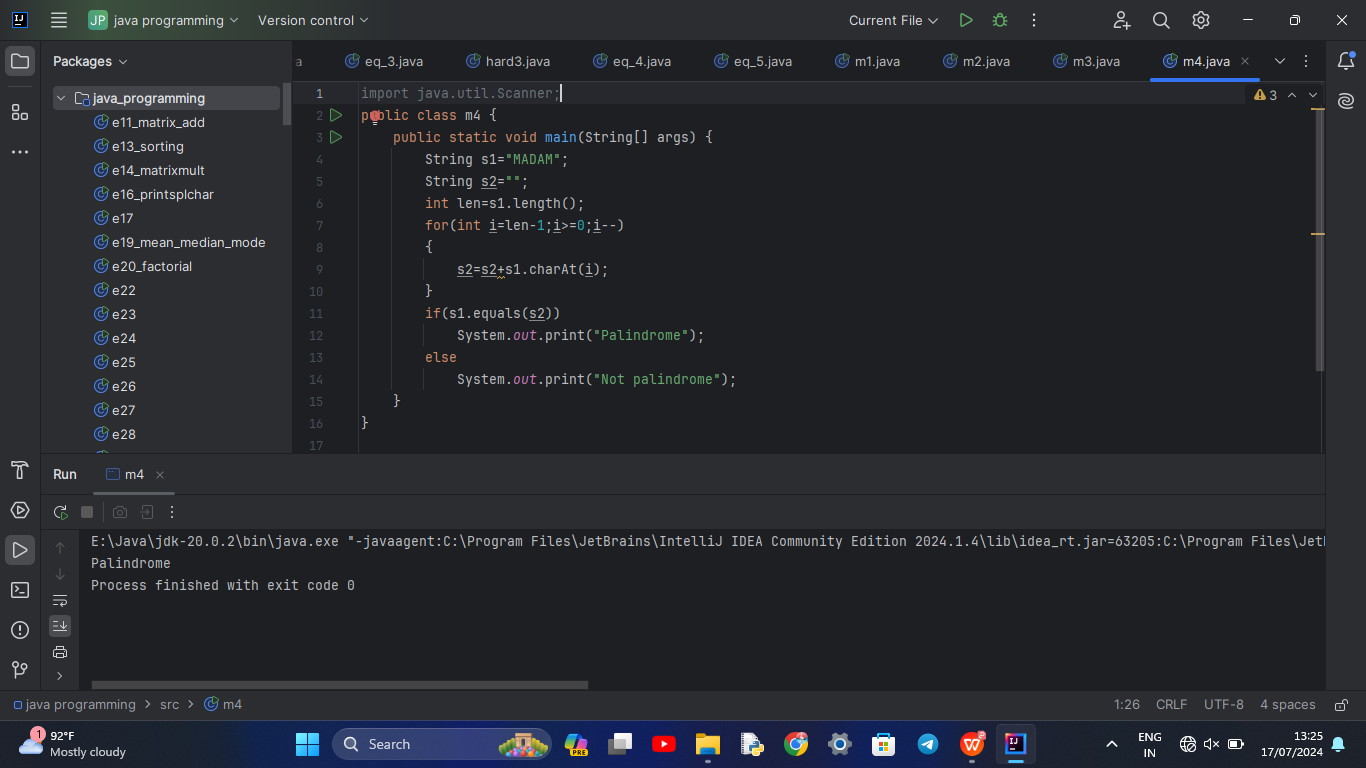 JP java programming Version control Current File
Packages
a eq_3.java hard3.java eq_4.java eq_5.java m1.java m2.java m3.java m4.java
java_programming
e11_matrix_add
e13_sorting
e14_matrixmult
e16_printsplchar
e17
e19_mean_median_mode
e20_factorial
e22
e23
e24
e25
e26
e27
e28
3
1 import java.util.Scanner;
2 public class m4 {
3 public static void main(String[] args) {
4 String s1="MADAM";
5 String s2="";
6 int len=s1.length();
7 for(int i=len-1;i>=0;i--)
8 {
9 s2=s2+s1.charAt(i);
10 }
11 if(s1.equals(s2))
12 System.out.print("Palindrome");
13 else
14 System.out.print("Not palindrome");
15 }
16 }
17
Run m4
E:\Java\jdk-20.0.2\bin\java.exe "-javaagent:C:\Program Files\JetBrains\IntelliJ IDEA Community Edition 2024.1.4\lib\idea_rt.jar=63205:C:\Program Files\JetB
Palindrome
Process finished with exit code 0
java programming > src > m4 1:26 CRLF UTF-8 4 spaces
1 92°F
Mostly cloudy
Search
PRE
ENG
IN
13:25
17/07/2024